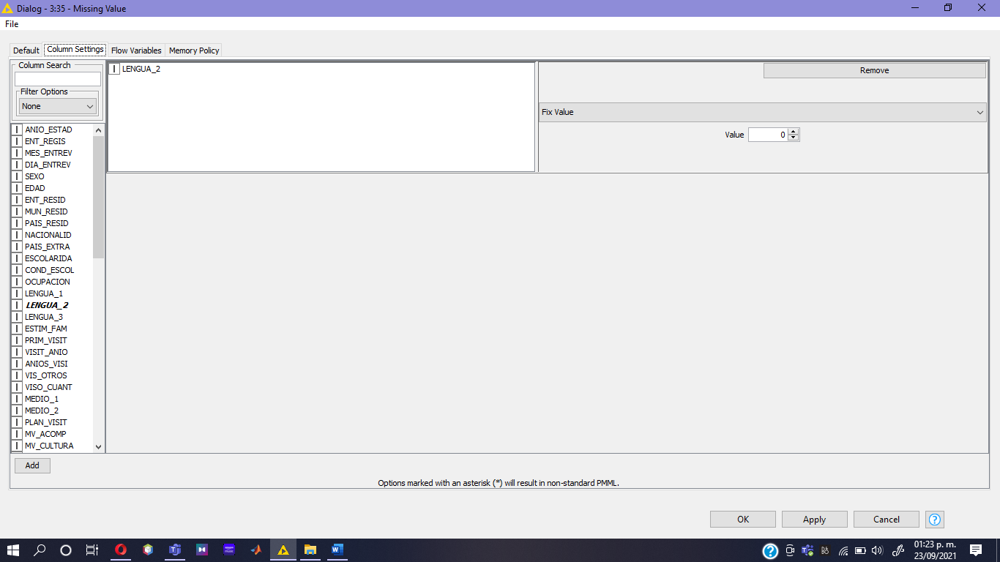 Dialog - 3:35 - Missing Value
File
Default Column Settings Flow Variables Memory Policy
Column Search
Filter Options
None
I ANIO_ESTAD
I ENT_REGIS
I MES_ENTREV
I DIA_ENTREV
I SEXO
I EDAD
I ENT_RESID
I MUN_RESID
I PAIS_RESID
I NACIONALID
I PAIS_EXTRA
I ESCOLARIDA
I COND_ESCOL
I OCUPACION
I LENGUA_1
I LENGUA_2
I LENGUA_3
I ESTIM_FAM
I PRIM_VISIT
I VISIT_ANIO
I ANIOS_VISI
I VIS_OTROS
I VISO_CUANT
I MEDIO_1
I MEDIO_2
I PLAN_VISIT
I MV_ACOMP
I MV_CULTURA
Add
I LENGUA_2
Remove
Fix Value
Value 0
Options marked with an asterisk (*) will result in non-standard PMML.
OK Apply Cancel ?
01:23 p. m.
23/09/2021